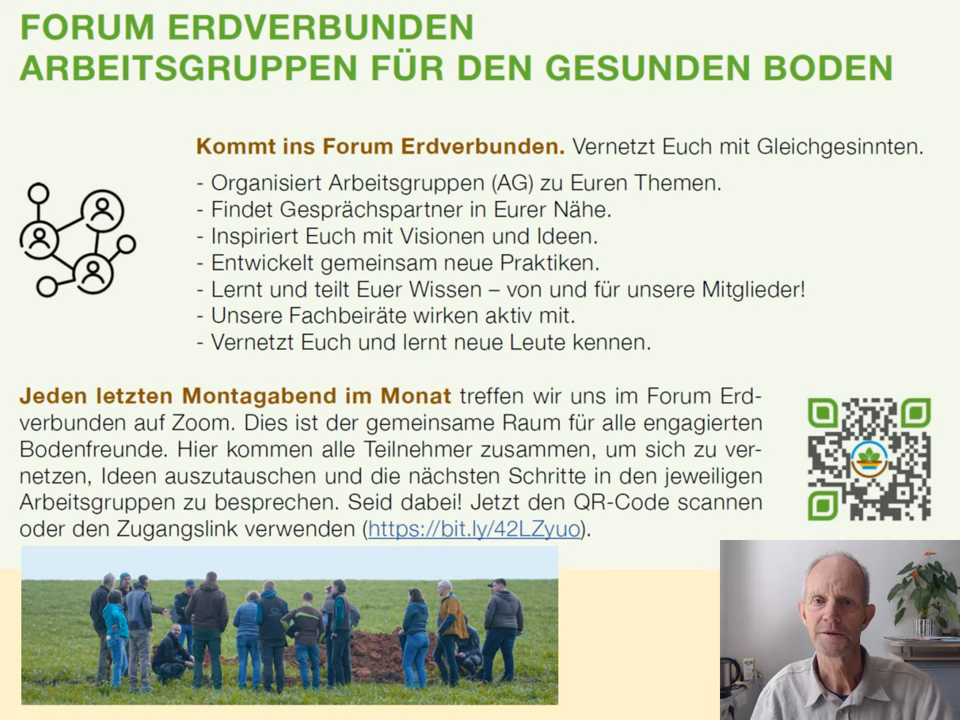 FORUM ERDVERBUNDEN
ARBEITSGRUPPEN FÜR DEN GESUNDEN BODEN
Kommt ins Forum Erdverbunden. Vernetzt Euch mit Gleichgesinnten.
- Organisiert Arbeitsgruppen (AG) zu Euren Themen.
- Findet Gesprächspartner in Eurer Nähe.
- Inspiriert Euch mit Visionen und Ideen.
- Entwickelt gemeinsam neue Praktiken.
- Lernt und teilt Euer Wissen – von und für unsere Mitglieder!
- Unsere Fachbeiräte wirken aktiv mit.
- Vernetzt Euch und lernt neue Leute kennen.
Jeden letzten Montagabend im Monat treffen wir uns im Forum Erd-
verbunden auf Zoom. Dies ist der gemeinsame Raum für alle engagierten
Bodenfreunde. Hier kommen alle Teilnehmer zusammen, um sich zu ver-
netzen, Ideen auszutauschen und die nächsten Schritte in den jeweiligen
Arbeitsgruppen zu besprechen. Seid dabei! Jetzt den QR-Code scannen
oder den Zugangslink verwenden (https://bit.ly/42LZyuo).